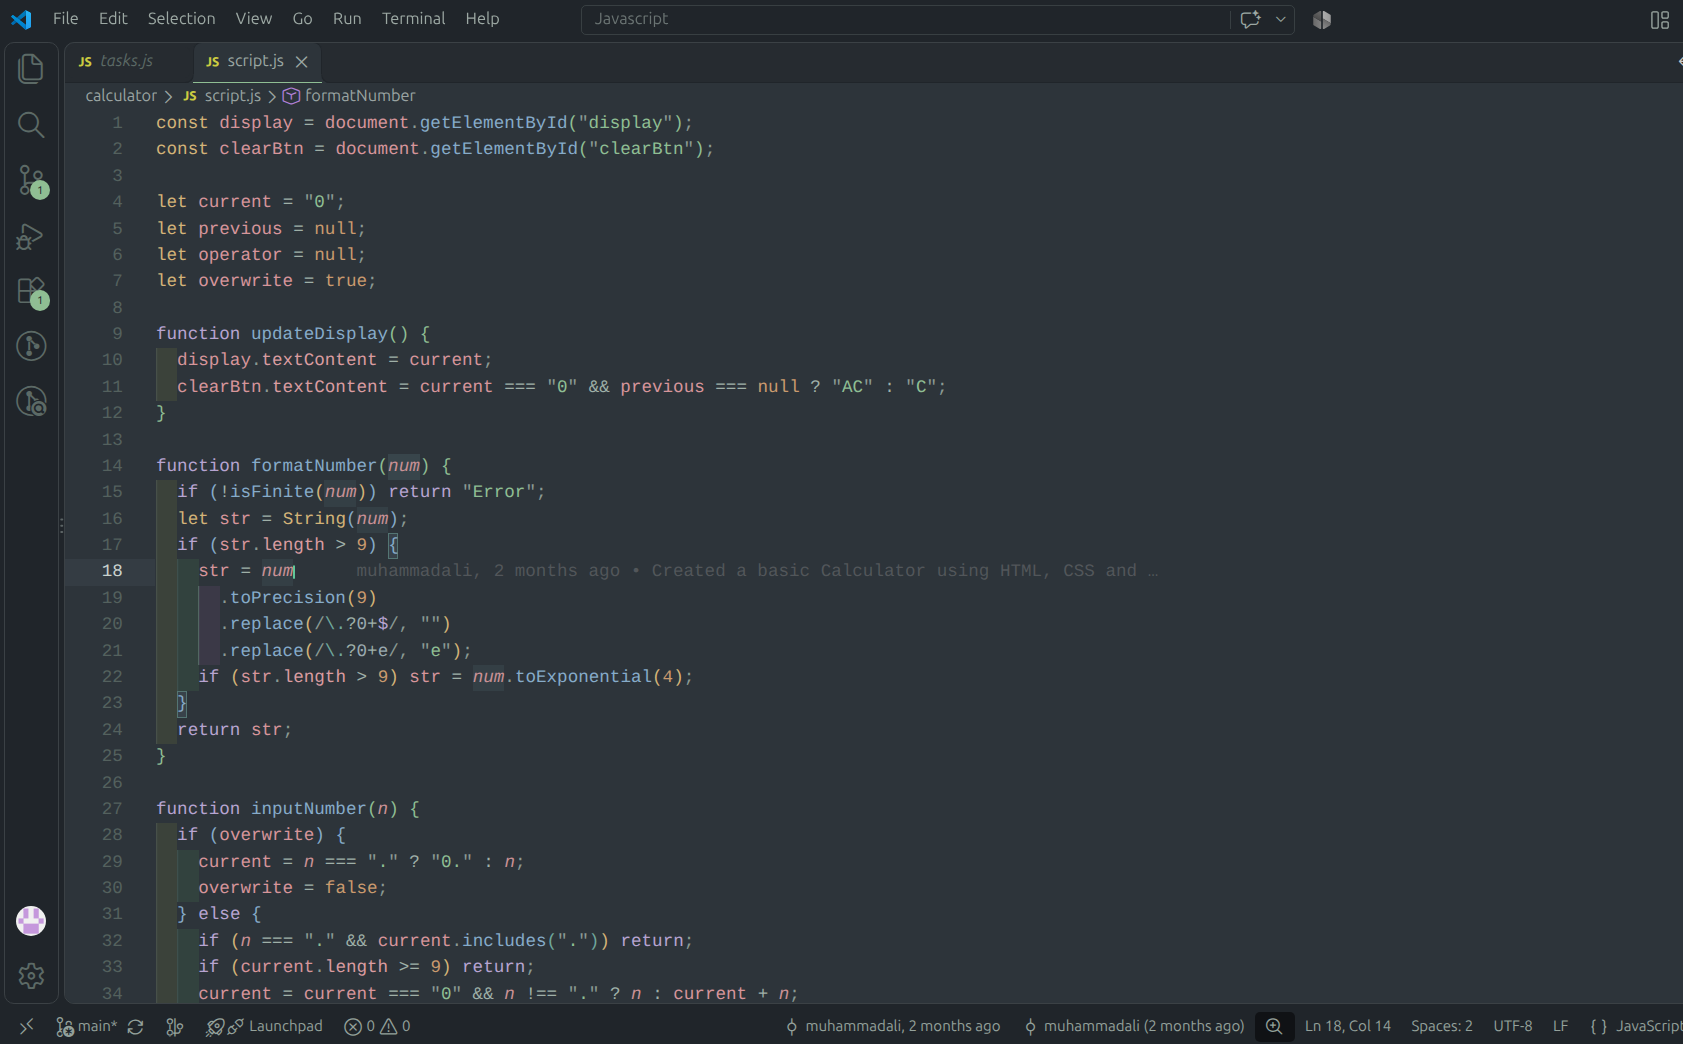 File Edit Selection View Go Run Terminal Help Javascript
JS tasks.js JS script.js
calculator > JS script.js > formatNumber
1 const display = document.getElementById("display");
2 const clearBtn = document.getElementById("clearBtn");
3
4 let current = "0";
5 let previous = null;
6 let operator = null;
7 let overwrite = true;
8
9 function updateDisplay() {
10 display.textContent = current;
11 clearBtn.textContent = current === "0" && previous === null ? "AC" : "C";
12 }
13
14 function formatNumber(num) {
15 if (!isFinite(num)) return "Error";
16 let str = String(num);
17 if (str.length > 9) {
18 str = num muhammadali, 2 months ago • Created a basic Calculator using HTML, CSS and …
19 .toPrecision(9)
20 .replace(/\.?0+$/, "")
21 .replace(/\.?0+e/, "e");
22 if (str.length > 9) str = num.toExponential(4);
23 }
24 return str;
25 }
26
27 function inputNumber(n) {
28 if (overwrite) {
29 current = n === "." ? "0." : n;
30 overwrite = false;
31 } else {
32 if (n === "." && current.includes(".")) return;
33 if (current.length >= 9) return;
34 current = current === "0" && n !== "." ? n : current + n;
1
1
main* Launchpad 0 0 muhammadali, 2 months ago muhammadali (2 months ago) Ln 18, Col 14 Spaces: 2 UTF-8 LF { } JavaScript